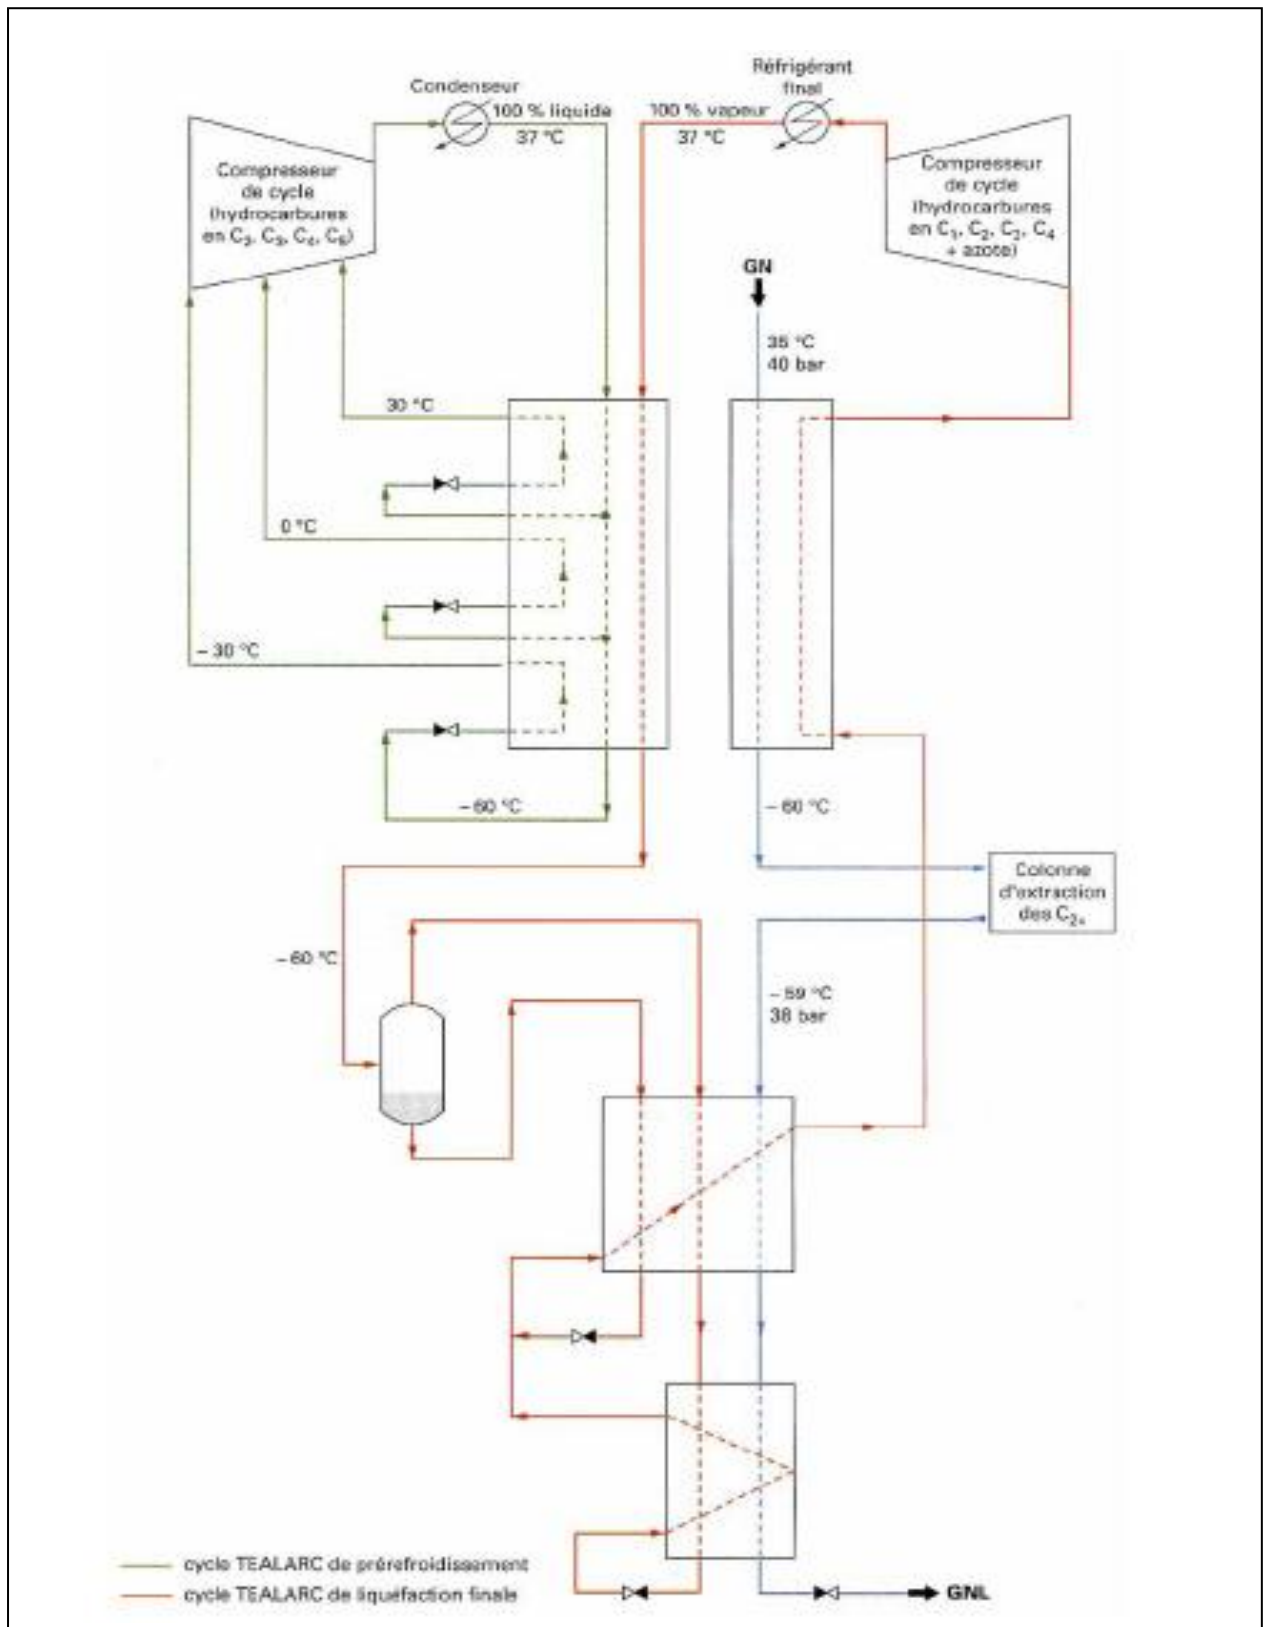 Condenseur
100 % liquide
37 °C
Réfrigérant
final
100 % vapeur
37 °C
Compresseur
de cycle
(hydrocarbures
en C₂, C₃, C₄, C₅)
Compresseur
de cycle
(hydrocarbures
en C₁, C₂, C₃, C₄
+ azote)
GN
35 °C
40 bar
30 °C
0 °C
– 30 °C
– 60 °C
– 60 °C
Colonne
d'extraction
des C₂₊
– 60 °C
– 59 °C
38 bar
cycle TEALARC de prérefroidissement
cycle TEALARC de liquéfaction finale
GNL